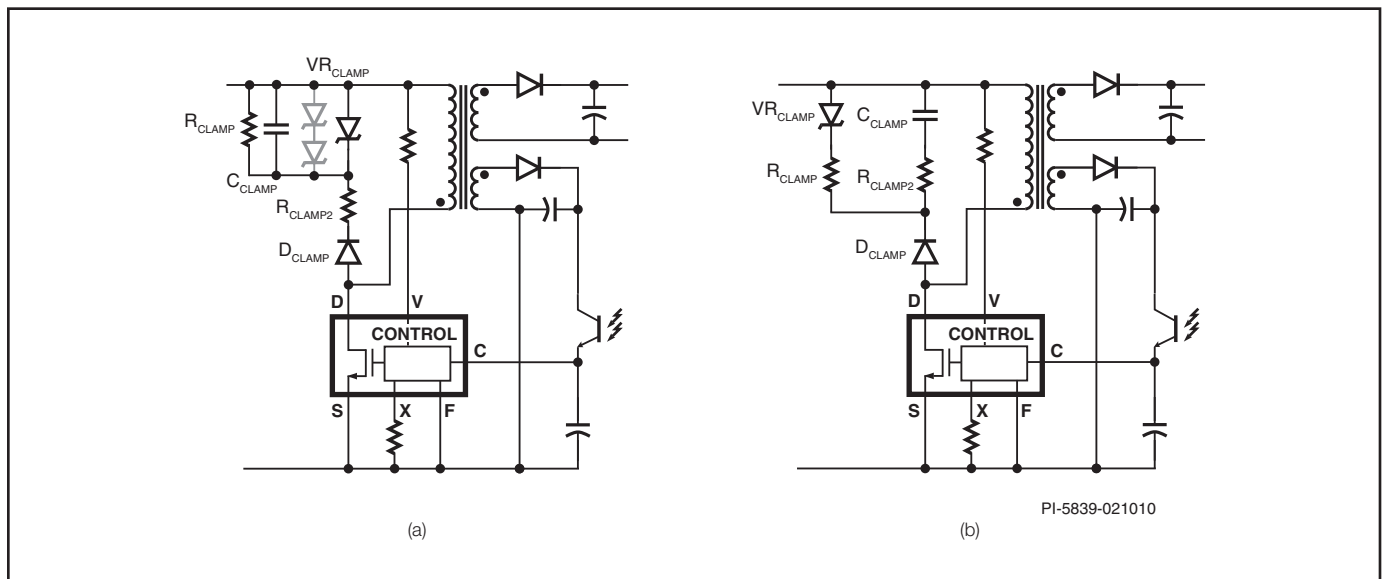 VR_CLAMP
R_CLAMP
C_CLAMP
R_CLAMP2
D_CLAMP
D
V
CONTROL
C
S
X
F
(a)
VR_CLAMP
C_CLAMP
R_CLAMP
R_CLAMP2
D_CLAMP
D
V
CONTROL
C
S
X
F
PI-5839-021010
(b)